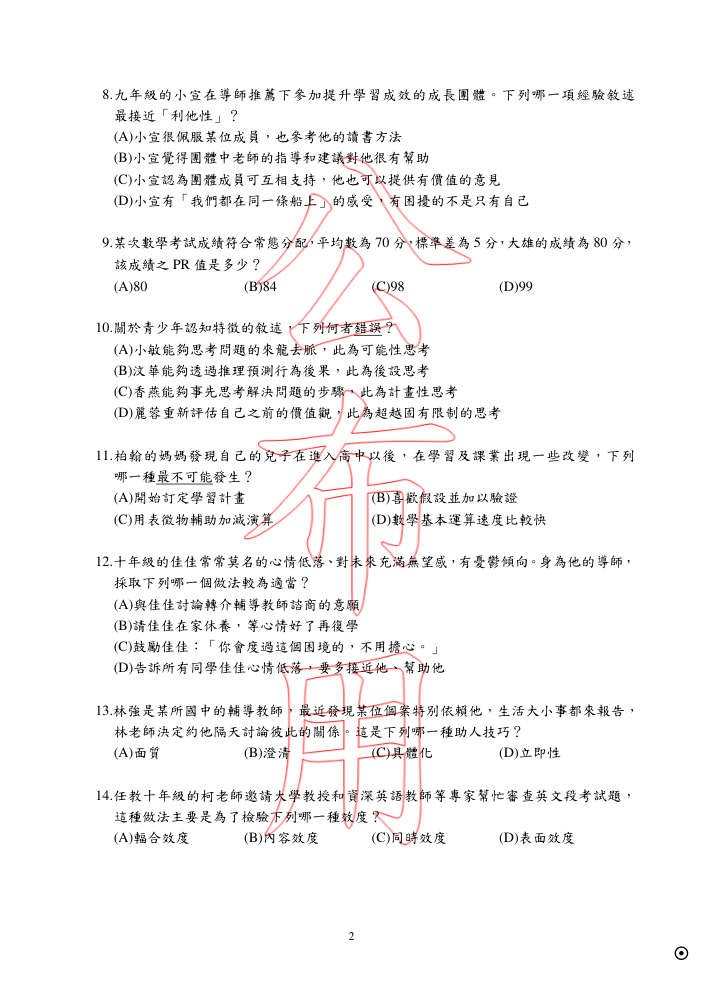 8.九年級的小宣在導師推薦下參加提升學習成效的成長團體。下列哪一項經驗敘述
最接近「利他性」？
(A)小宣很佩服某位成員，也參考他的讀書方法
(B)小宣覺得團體中老師的指導和建議對他很有幫助
(C)小宣認為團體成員可互相支持，他也可以提供有價值的意見
(D)小宣有「我們都在同一條船上」的感受，有困擾的不是只有自己
9.某次數學考試成績符合常態分配，平均數為 70 分，標準差為 5 分，大雄的成績為 80 分，
該成績之 PR 值是多少？
(A)80 (B)84 (C)98 (D)99
10.關於青少年認知特徵的敘述，下列何者錯誤？
(A)小敏能夠思考問題的來龍去脈，此為可能性思考
(B)汶華能夠透過推理預測行為後果，此為後設思考
(C)香燕能夠事先思考解決問題的步驟，此為計畫性思考
(D)麗蓉重新評估自己之前的價值觀，此為超越固有限制的思考
11.柏翰的媽媽發現自己的兒子在進入高中以後，在學習及課業出現一些改變，下列
哪一種最不可能發生？
(A)開始訂定學習計畫 (B)喜歡假設並加以驗證
(C)用表徵物輔助加減演算 (D)數學基本運算速度比較快
12.十年級的佳佳常常莫名的心情低落、對未來充滿無望感，有憂鬱傾向。身為他的導師，
採取下列哪一個做法較為適當？
(A)與佳佳討論轉介輔導教師諮商的意願
(B)請佳佳在家休養，等心情好了再復學
(C)鼓勵佳佳：「你會度過這個困境的，不用擔心。」
(D)告訴所有同學佳佳心情低落，要多接近他、幫助他
13.林強是某所國中的輔導教師，最近發現某位個案特別依賴他，生活大小事都來報告，
林老師決定約他隔天討論彼此的關係。這是下列哪一種助人技巧？
(A)面質 (B)澄清 (C)具體化 (D)立即性
14.任教十年級的柯老師邀請大學教授和資深英語教師等專家幫忙審查英文段考試題，
這種做法主要是為了檢驗下列哪一種效度？
(A)輻合效度 (B)內容效度 (C)同時效度 (D)表面效度
公布用
2